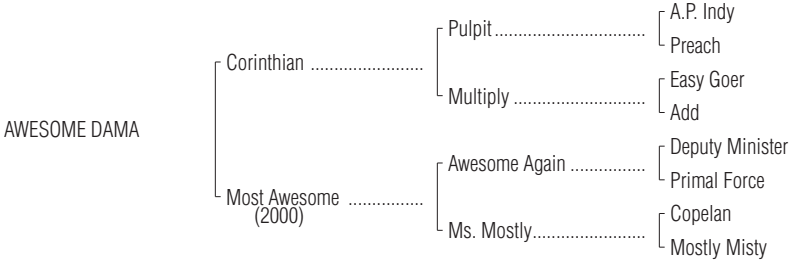 A.P. Indy
Pulpit
Preach
Corinthian
Easy Goer
Multiply
Add
AWESOME DAMA
Deputy Minister
Awesome Again
Primal Force
Most Awesome
(2000)
Copelan
Ms. Mostly
Mostly Misty